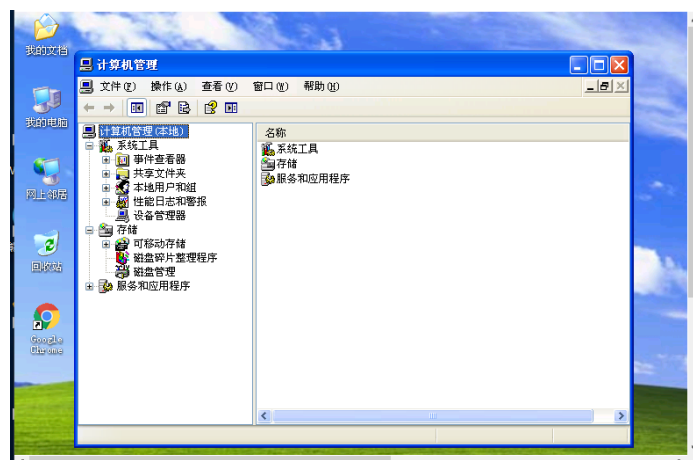 我的文档
我的电脑
网上邻居
回收站
Google
Chrome
计算机管理
文件(F) 操作(A) 查看(V) 窗口(W) 帮助(H)
计算机管理(本地)
系统工具
事件查看器
共享文件夹
本地用户和组
性能日志和警报
设备管理器
存储
可移动存储
磁盘碎片整理程序
磁盘管理
服务和应用程序
名称
系统工具
存储
服务和应用程序